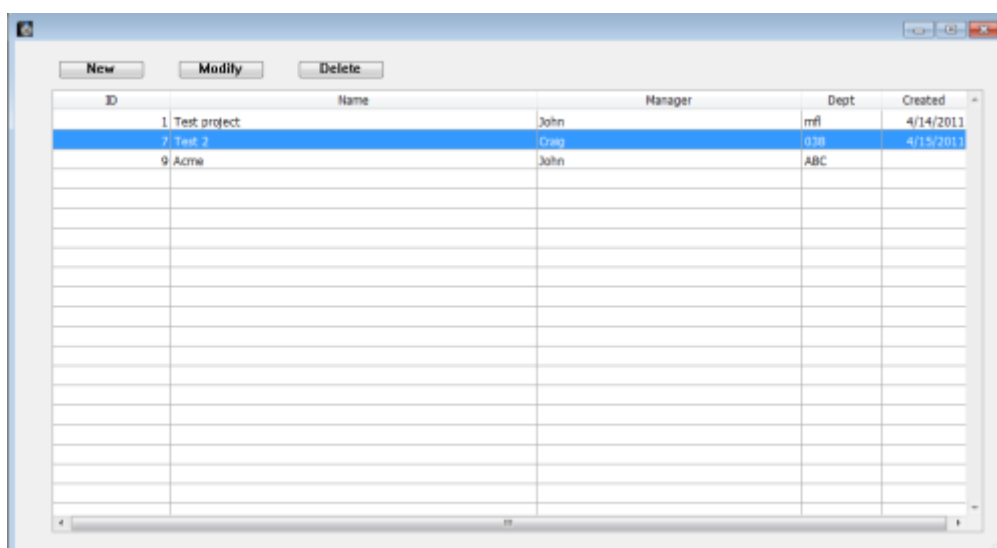 New Modify Delete
ID Name Manager Dept Created
1 Test project John mfl 4/14/2011
7 Test 2 Craig 038 4/15/2011
9 Acme John ABC